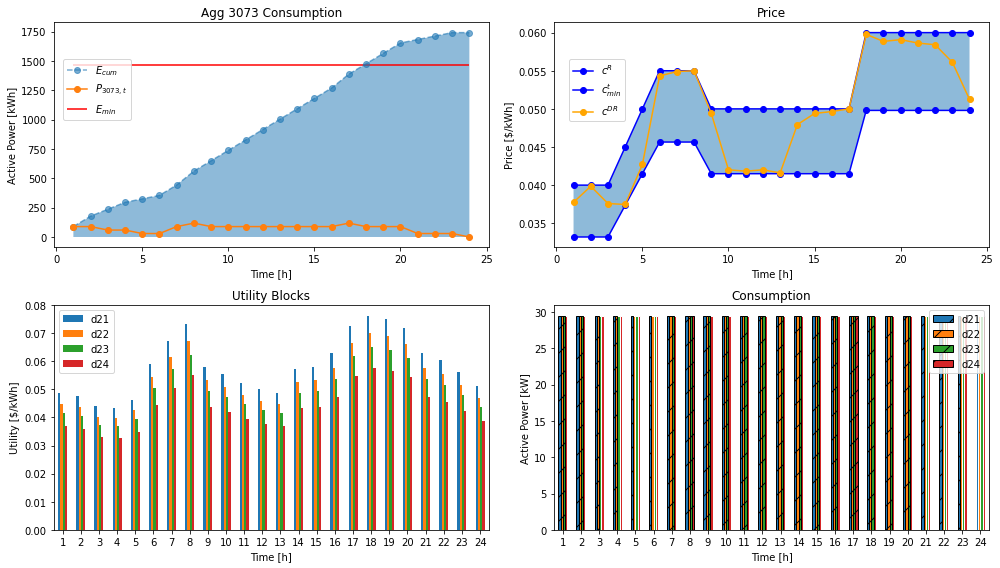 Agg 3073 Consumption
Active Power [kWh]
1750
1500
1250
1000
750
500
250
0
E_cum
P_3073, t
E_min
0 5 10 15 20 25
Time [h]
Price
Price [$/kWh]
0.060
0.055
0.050
0.045
0.040
0.035
c^R
c^t_min
c^DR
0 5 10 15 20 25
Time [h]
Utility Blocks
Utility [$/kWh]
0.08
0.07
0.06
0.05
0.04
0.03
0.02
0.01
0.00
d21
d22
d23
d24
1 2 3 4 5 6 7 8 9 10 11 12 13 14 15 16 17 18 19 20 21 22 23 24
Time [h]
Consumption
Active Power [kW]
30
25
20
15
10
5
0
d21
d22
d23
d24
1 2 3 4 5 6 7 8 9 10 11 12 13 14 15 16 17 18 19 20 21 22 23 24
Time [h]